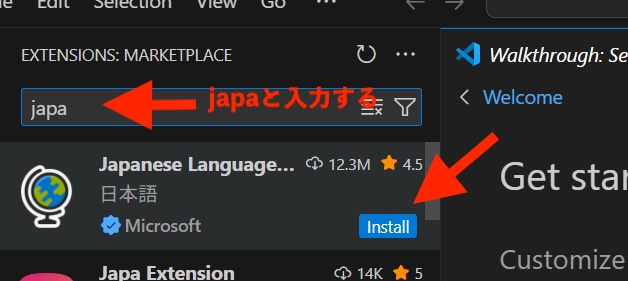 Edit Selection View Go ...
EXTENSIONS: MARKETPLACE
Walkthrough: Se
japa
japaと入力する
Welcome
Japanese Language... 12.3M 4.5
日本語
Microsoft
Install
Get star
Customize
Japa Extension 14K 5